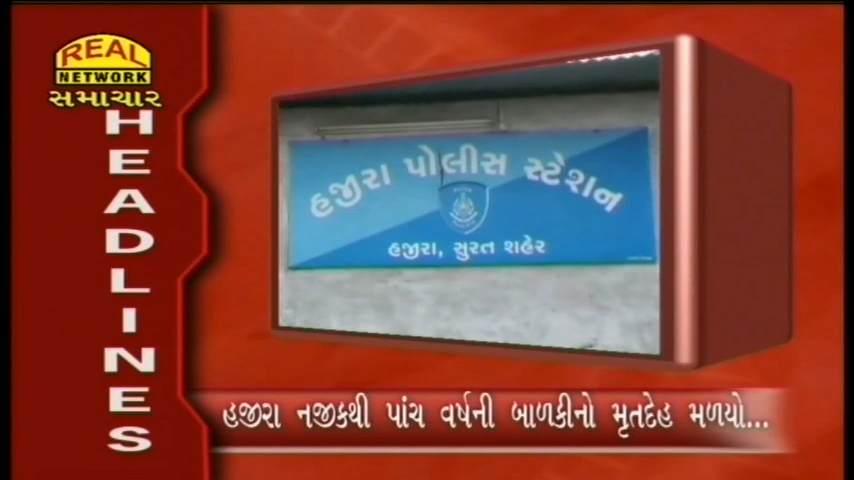 REAL
NETWORK
સમાચાર
HEADLINES
હજીરા પોલીસ સ્ટેશન
હજીરા, સુરત શહેર
હજીરા નજીકથી પાંચ વર્ષની બાળકીનો મૃતદેહ મળયો...